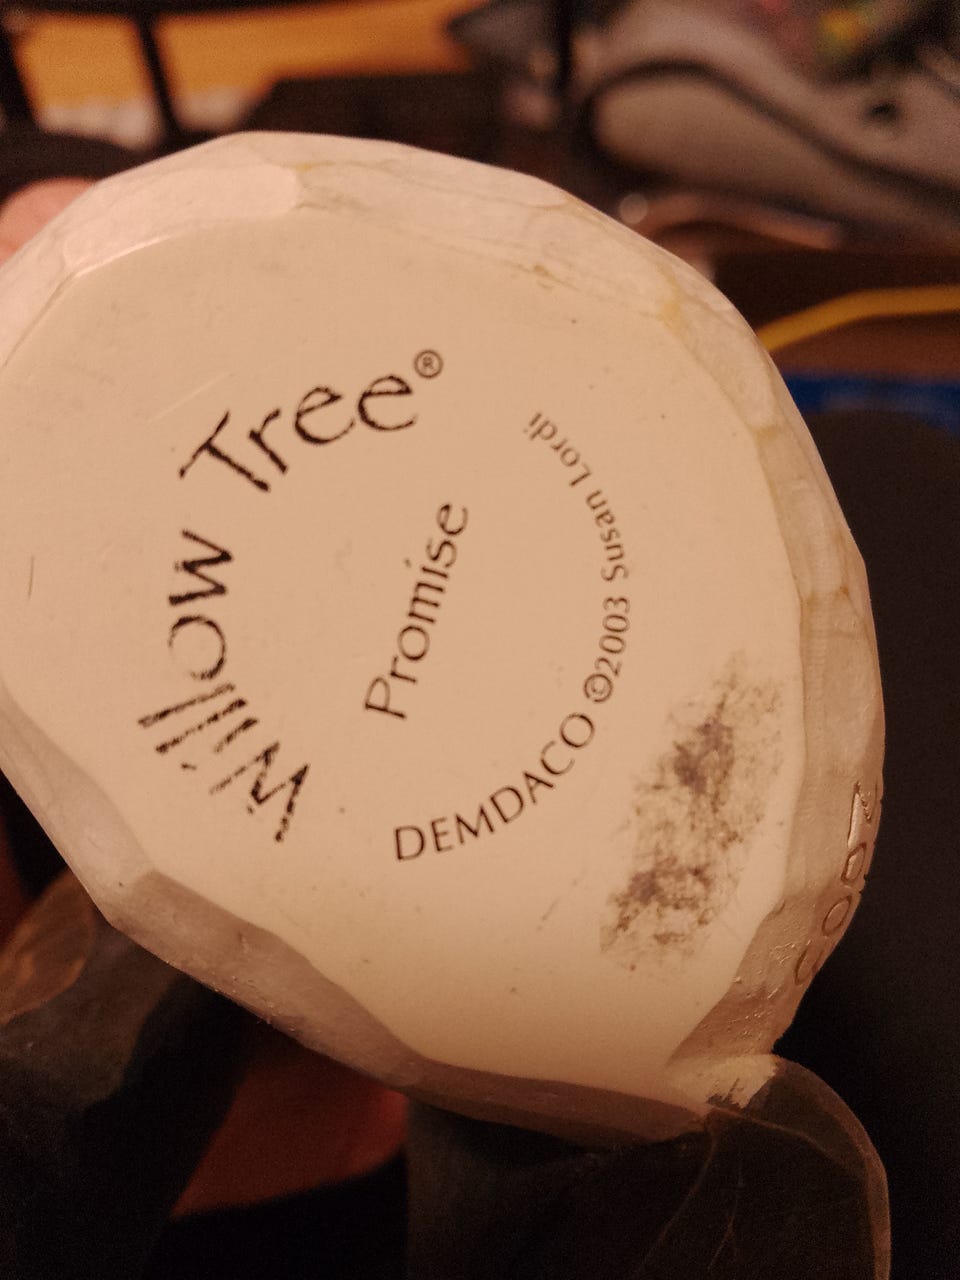 Willow Tree®
Promise
DEMDACO ©2003 Susan Lordi